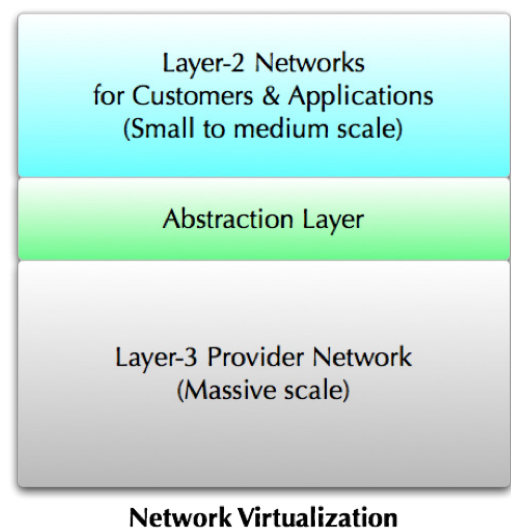 Layer-2 Networks
for Customers & Applications
(Small to medium scale)
Abstraction Layer
Layer-3 Provider Network
(Massive scale)
Network Virtualization